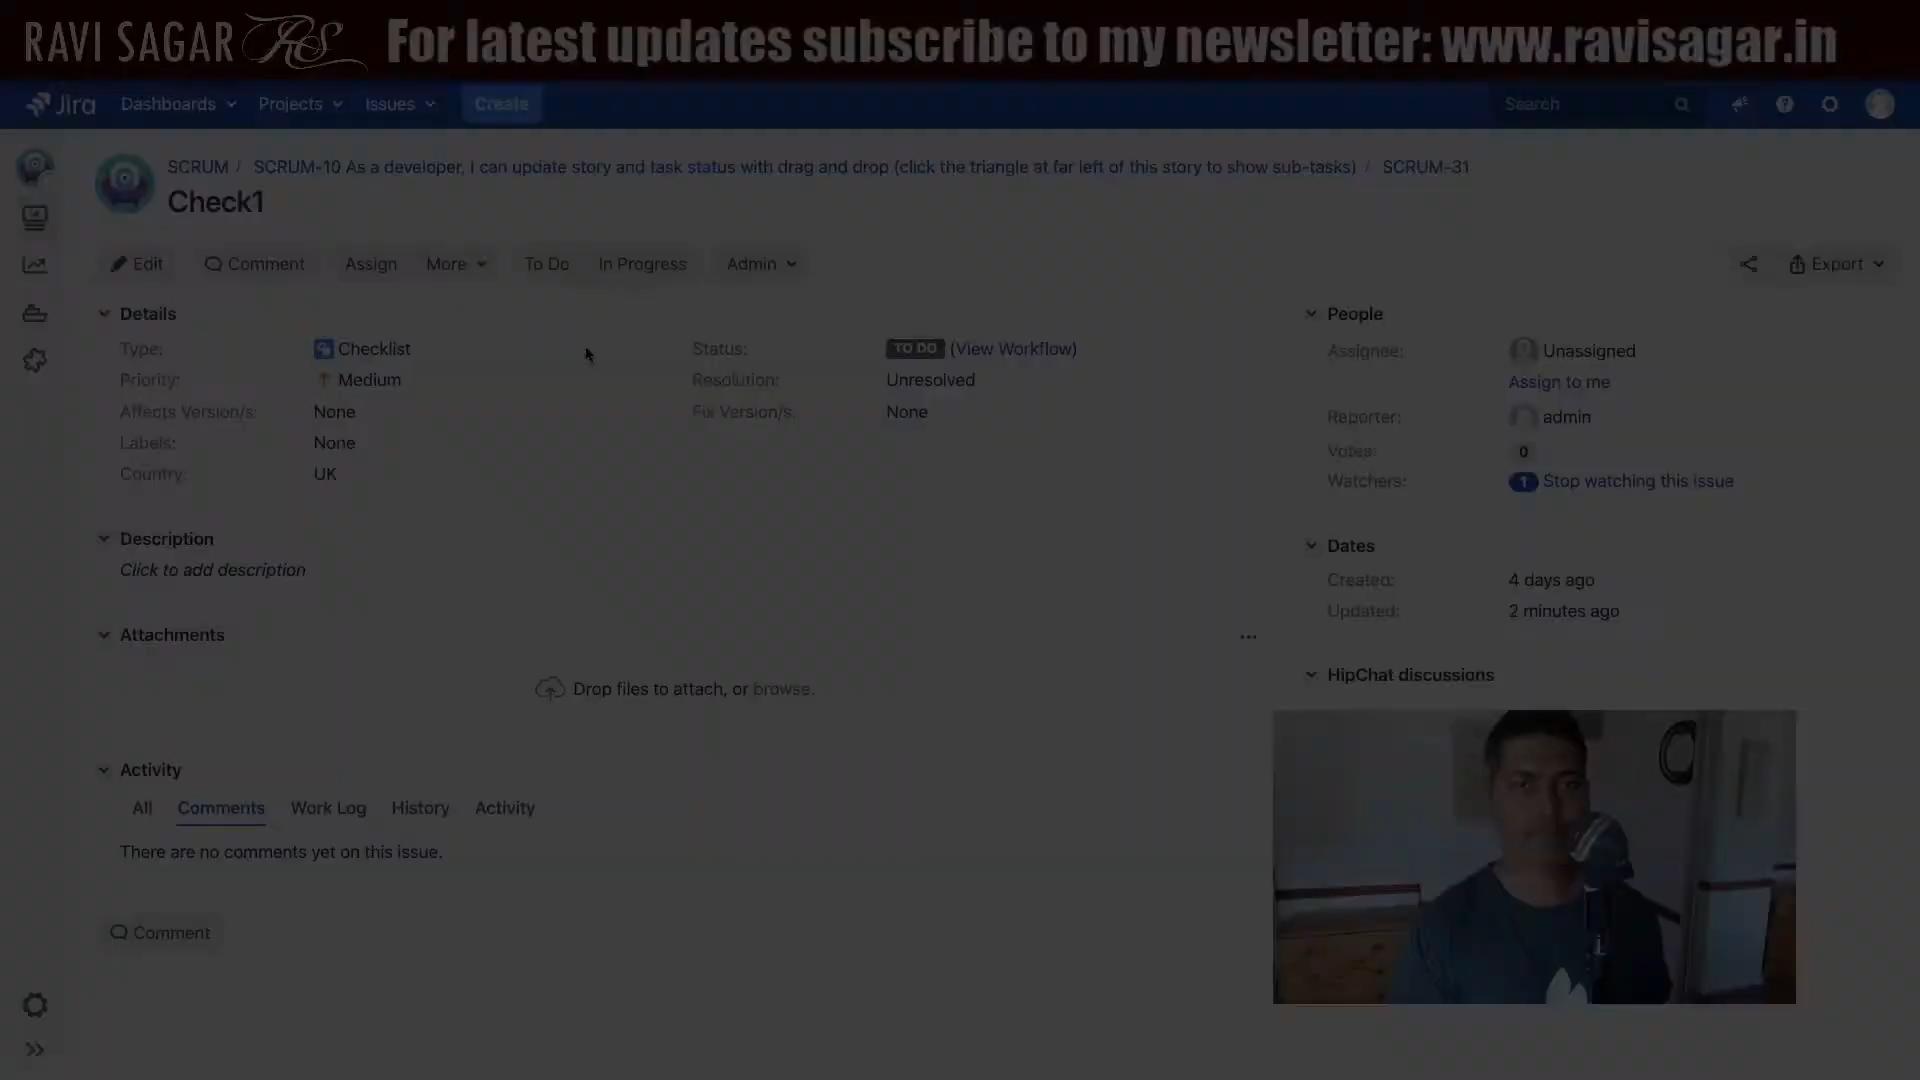 RAVI SAGAR RS For latest updates subscribe to my newsletter: www.ravisagar.in
Jira Dashboards Projects Issues Create Search
SCRUM / SCRUM-10 As a developer, I can update story and task status with drag and drop (click the triangle at far left of this story to show sub-tasks) / SCRUM-31
Check1
Edit Comment Assign More To Do In Progress Admin Export
Details
Type: Checklist Status: TO DO (View Workflow)
Priority: Medium Resolution: Unresolved
Affects Version/s: None Fix Version/s: None
Labels: None
Country: UK
Description
Click to add description
Attachments
Drop files to attach, or browse.
Activity
All Comments Work Log History Activity
There are no comments yet on this issue.
Comment
People
Assignee: Unassigned
Assign to me
Reporter: admin
Votes: 0
Watchers: 1 Stop watching this issue
Dates
Created: 4 days ago
Updated: 2 minutes ago
HipChat discussions